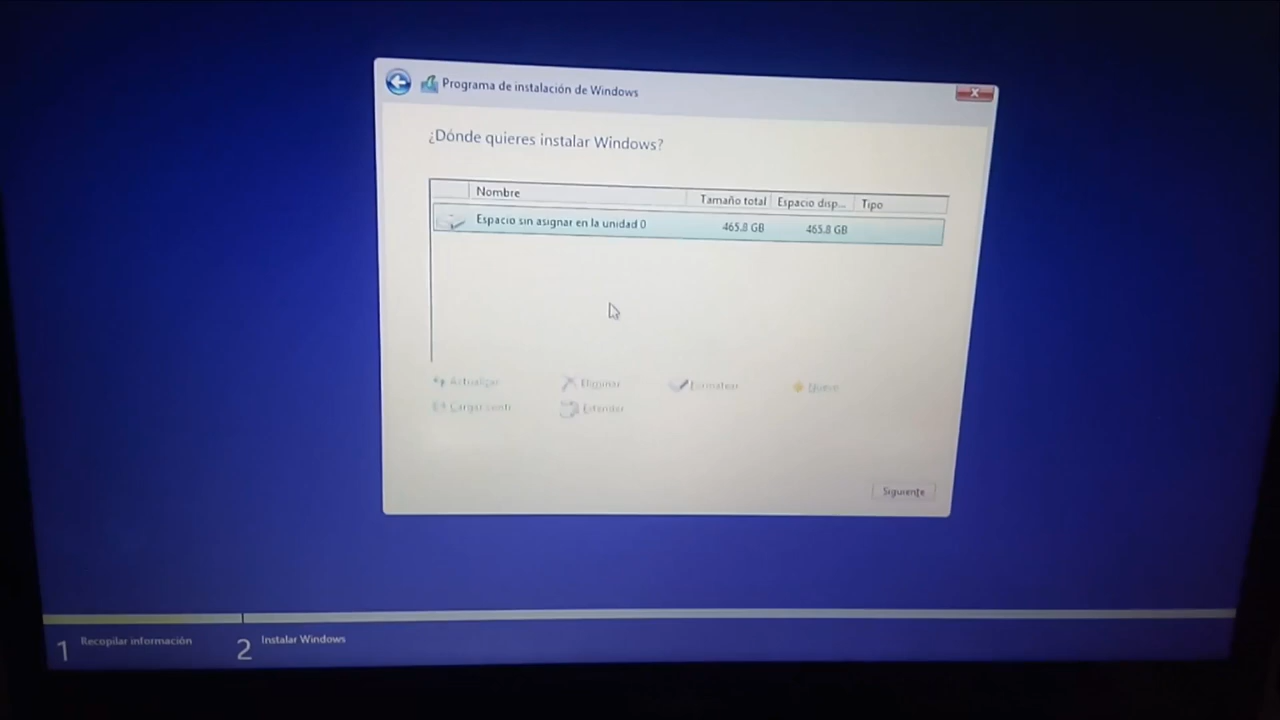 Programa de instalación de Windows
¿Dónde quieres instalar Windows?
Nombre Tamaño total Espacio disp... Tipo
Espacio sin asignar en la unidad 0 465.8 GB 465.8 GB
Actualizar Eliminar Formatear Nuevo
Cargar contr. Extender
Siguiente
1 Recopilar información 2 Instalar Windows